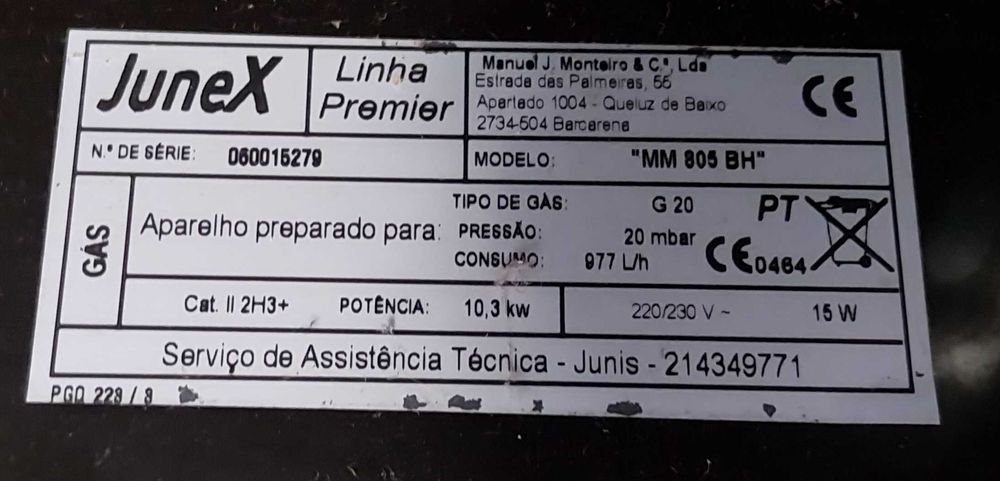 JuneX
Linha
Premier
Manuel J. Monteiro & C.ª, Lda
Estrada das Palmeiras, 55
Apartado 1004 - Queluz de Baixo
2734-504 Barcarena
CE
N.º DE SÉRIE: 060015279
MODELO: "MM 805 BH"
GÁS
Aparelho preparado para:
TIPO DE GÁS: G 20
PRESSÃO: 20 mbar
CONSUMO: 977 L/h
PT
CE0464
Cat. II 2H3+ POTÊNCIA: 10,3 kw
220/230 V ~ 15 W
Serviço de Assistência Técnica - Junis - 214349771
PGO 228 / 8